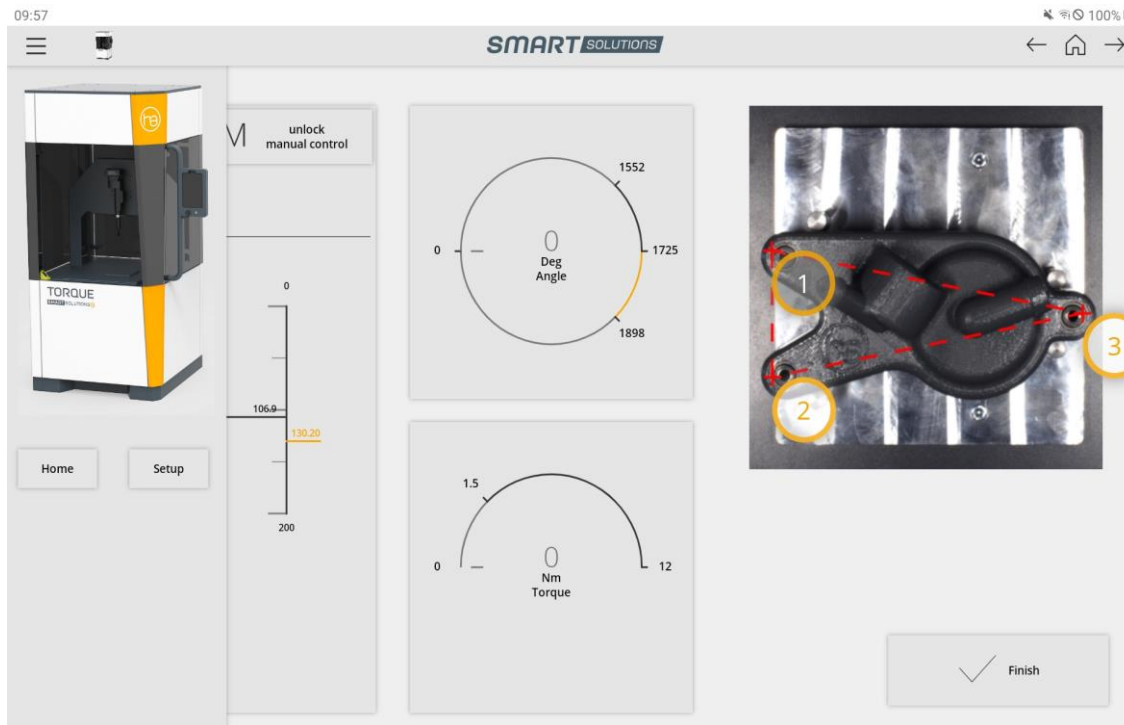 09:57
100%
SMART SOLUTIONS
TORQUE
SMART SOLUTIONS
Home
Setup
M
unlock
manual control
0
106.9
130.20
200
1552
0
1725
0
Deg
Angle
1898
1.5
0
12
0
Nm
Torque
1
2
3
Finish